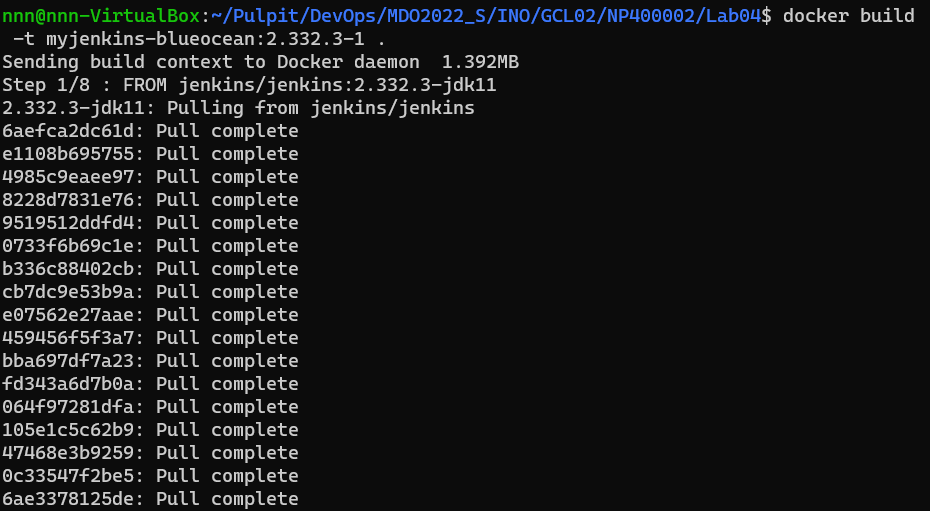 nnn@nnn-VirtualBox:~/Pulpit/DevOps/MDO2022_S/INO/GCL02/NP400002/Lab04$ docker build
 -t myjenkins-blueocean:2.332.3-1 .
Sending build context to Docker daemon  1.392MB
Step 1/8 : FROM jenkins/jenkins:2.332.3-jdk11
2.332.3-jdk11: Pulling from jenkins/jenkins
6aefca2dc61d: Pull complete
e1108b695755: Pull complete
4985c9eaee97: Pull complete
8228d7831e76: Pull complete
9519512ddfd4: Pull complete
0733f6b69c1e: Pull complete
b336c88402cb: Pull complete
cb7dc9e53b9a: Pull complete
e07562e27aae: Pull complete
459456f5f3a7: Pull complete
bba697df7a23: Pull complete
fd343a6d7b0a: Pull complete
064f97281dfa: Pull complete
105e1c5c62b9: Pull complete
47468e3b9259: Pull complete
0c33547f2be5: Pull complete
6ae3378125de: Pull complete